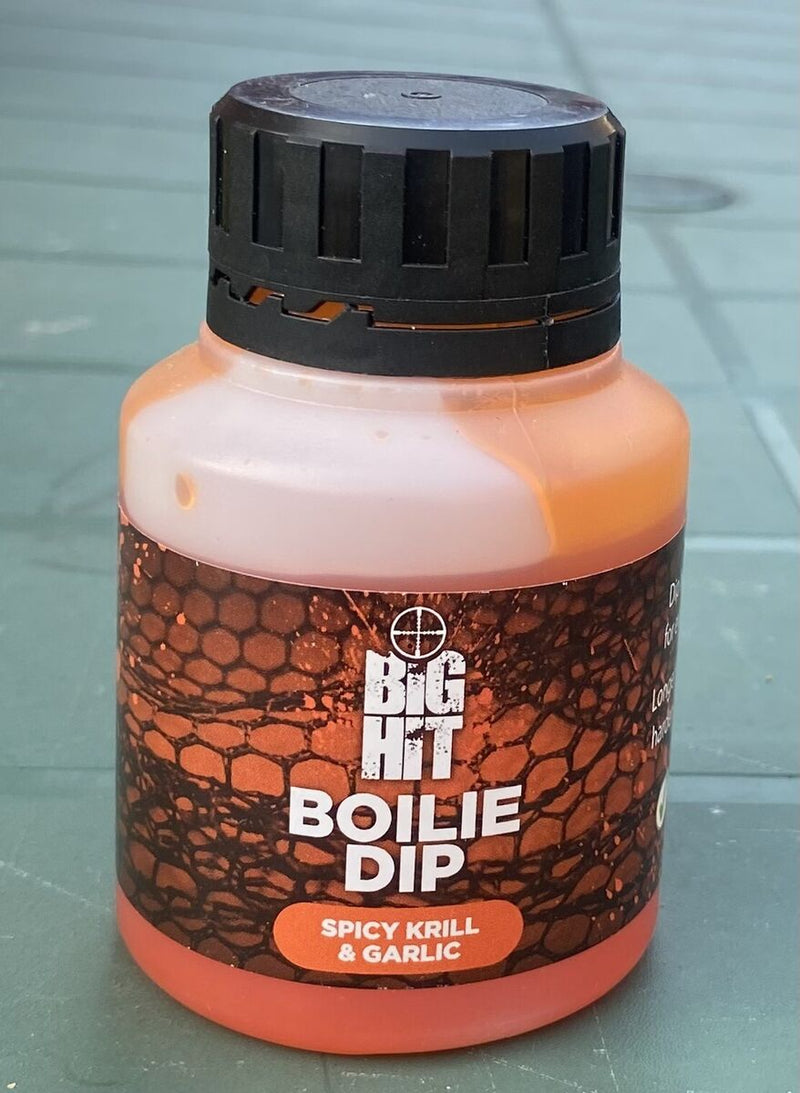 BiG
HiT
BOILIE
DIP
SPICY KRILL
& GARLIC